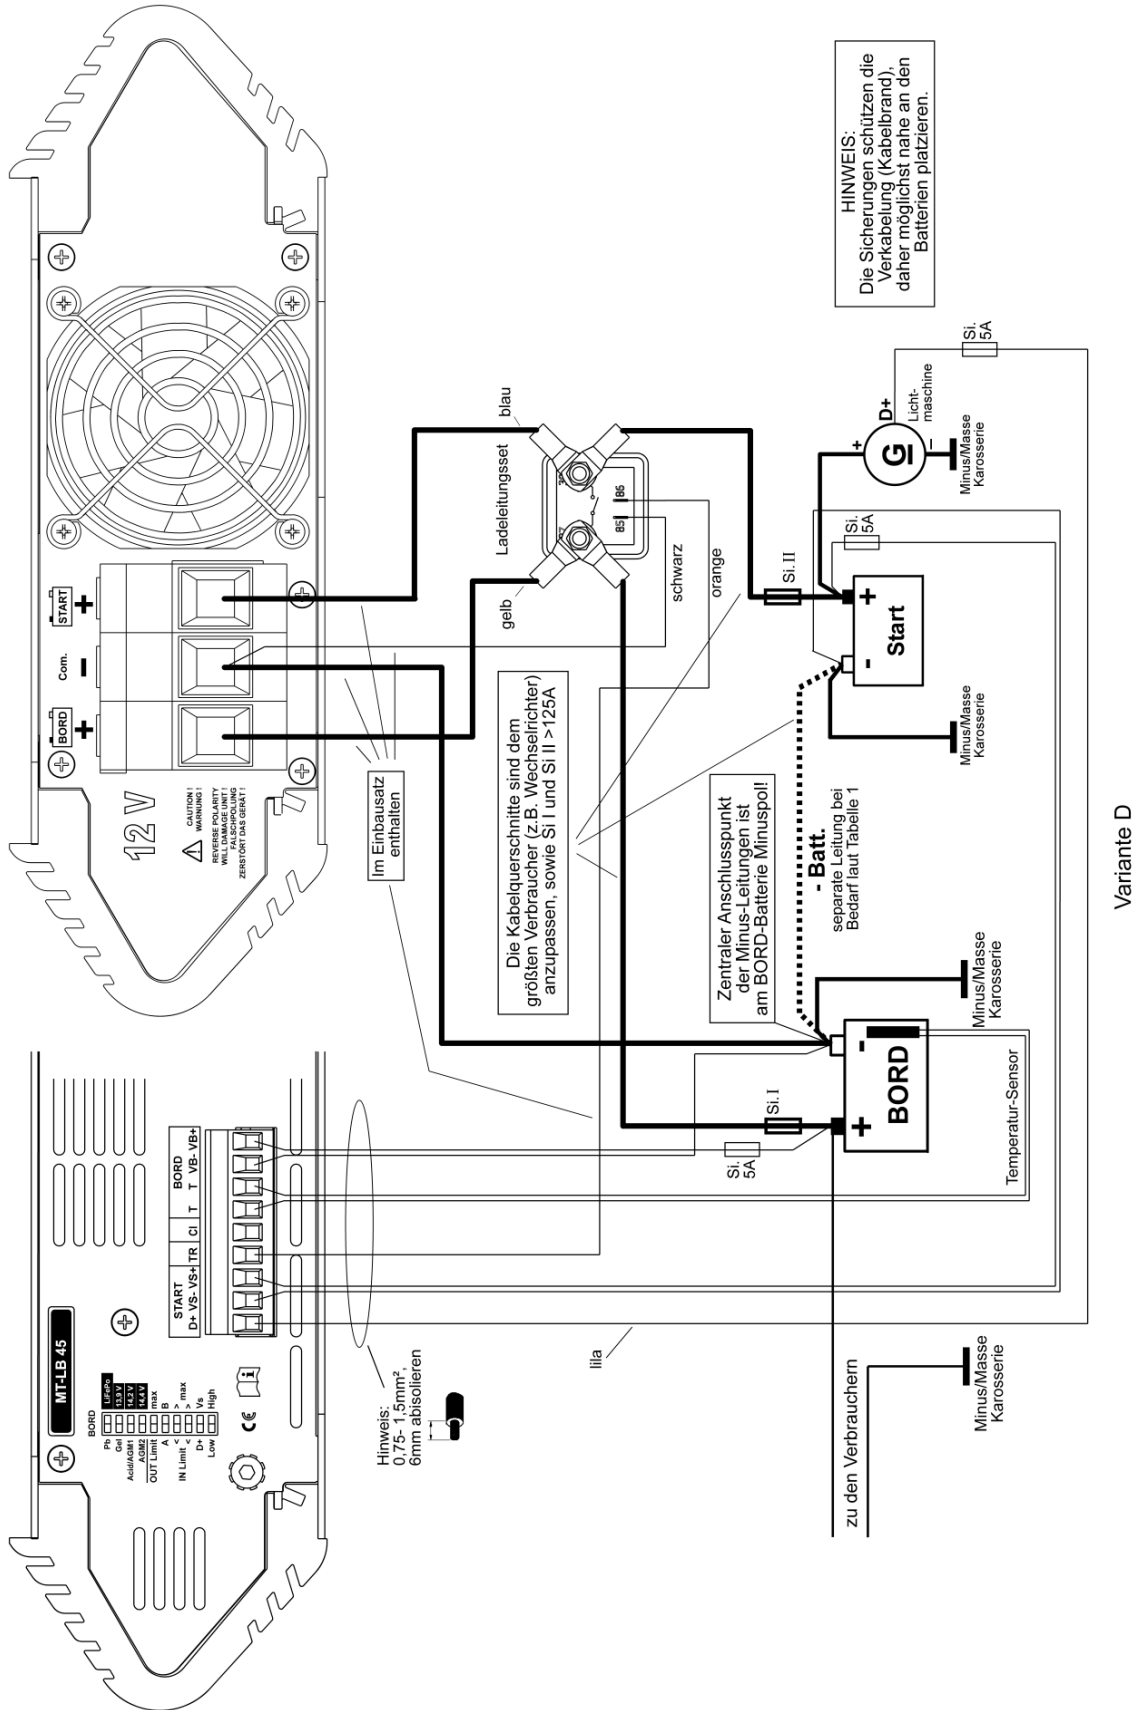 MT-LB 45
BORD
Pb LiFePo
Gel 13,9 V
Acid/AGM1 14,2 V
AGM2 14,4 V
OUT Limit max
A B
IN Limit < > max
< >
D+ Vs
Low High
CE
START TR CI BORD
D+ VS- VS+ T T VB- VB+
12 V
CAUTION !
WARNUNG !
REVERSE POLARITY
WILL DAMAGE UNIT !
FALSCHPOLUNG
ZERSTÖRT DAS GERÄT !
BORD Com. START
+ - +
Hinweis:
0,75- 1,5mm²,
6mm abisolieren
Im Einbausatz
enthalten
Die Kabelquerschnitte sind dem
größten Verbraucher (z.B. Wechselrichter)
anzupassen, sowie Si I und Si II >125A
gelb
Ladeleitungsset
blau
85 86
schwarz
orange
lila
Zentraler Anschlusspunkt
der Minus-Leitungen ist
am BORD-Batterie Minuspol!
- Batt.
separate Leitung bei
Bedarf laut Tabelle 1
Si.
5A
Si. I
Si. II
+ -
BORD
Minus/Masse
Karosserie
Temperatur-Sensor
- +
Start
Minus/Masse
Karosserie
Si.
5A
+ D+
G
Licht-
maschine
–
Minus/Masse
Karosserie
Si.
5A
HINWEIS:
Die Sicherungen schützen die
Verkabelung (Kabelbrand),
daher möglichst nahe an den
Batterien platzieren.
zu den Verbrauchern
Minus/Masse
Karosserie
Variante D